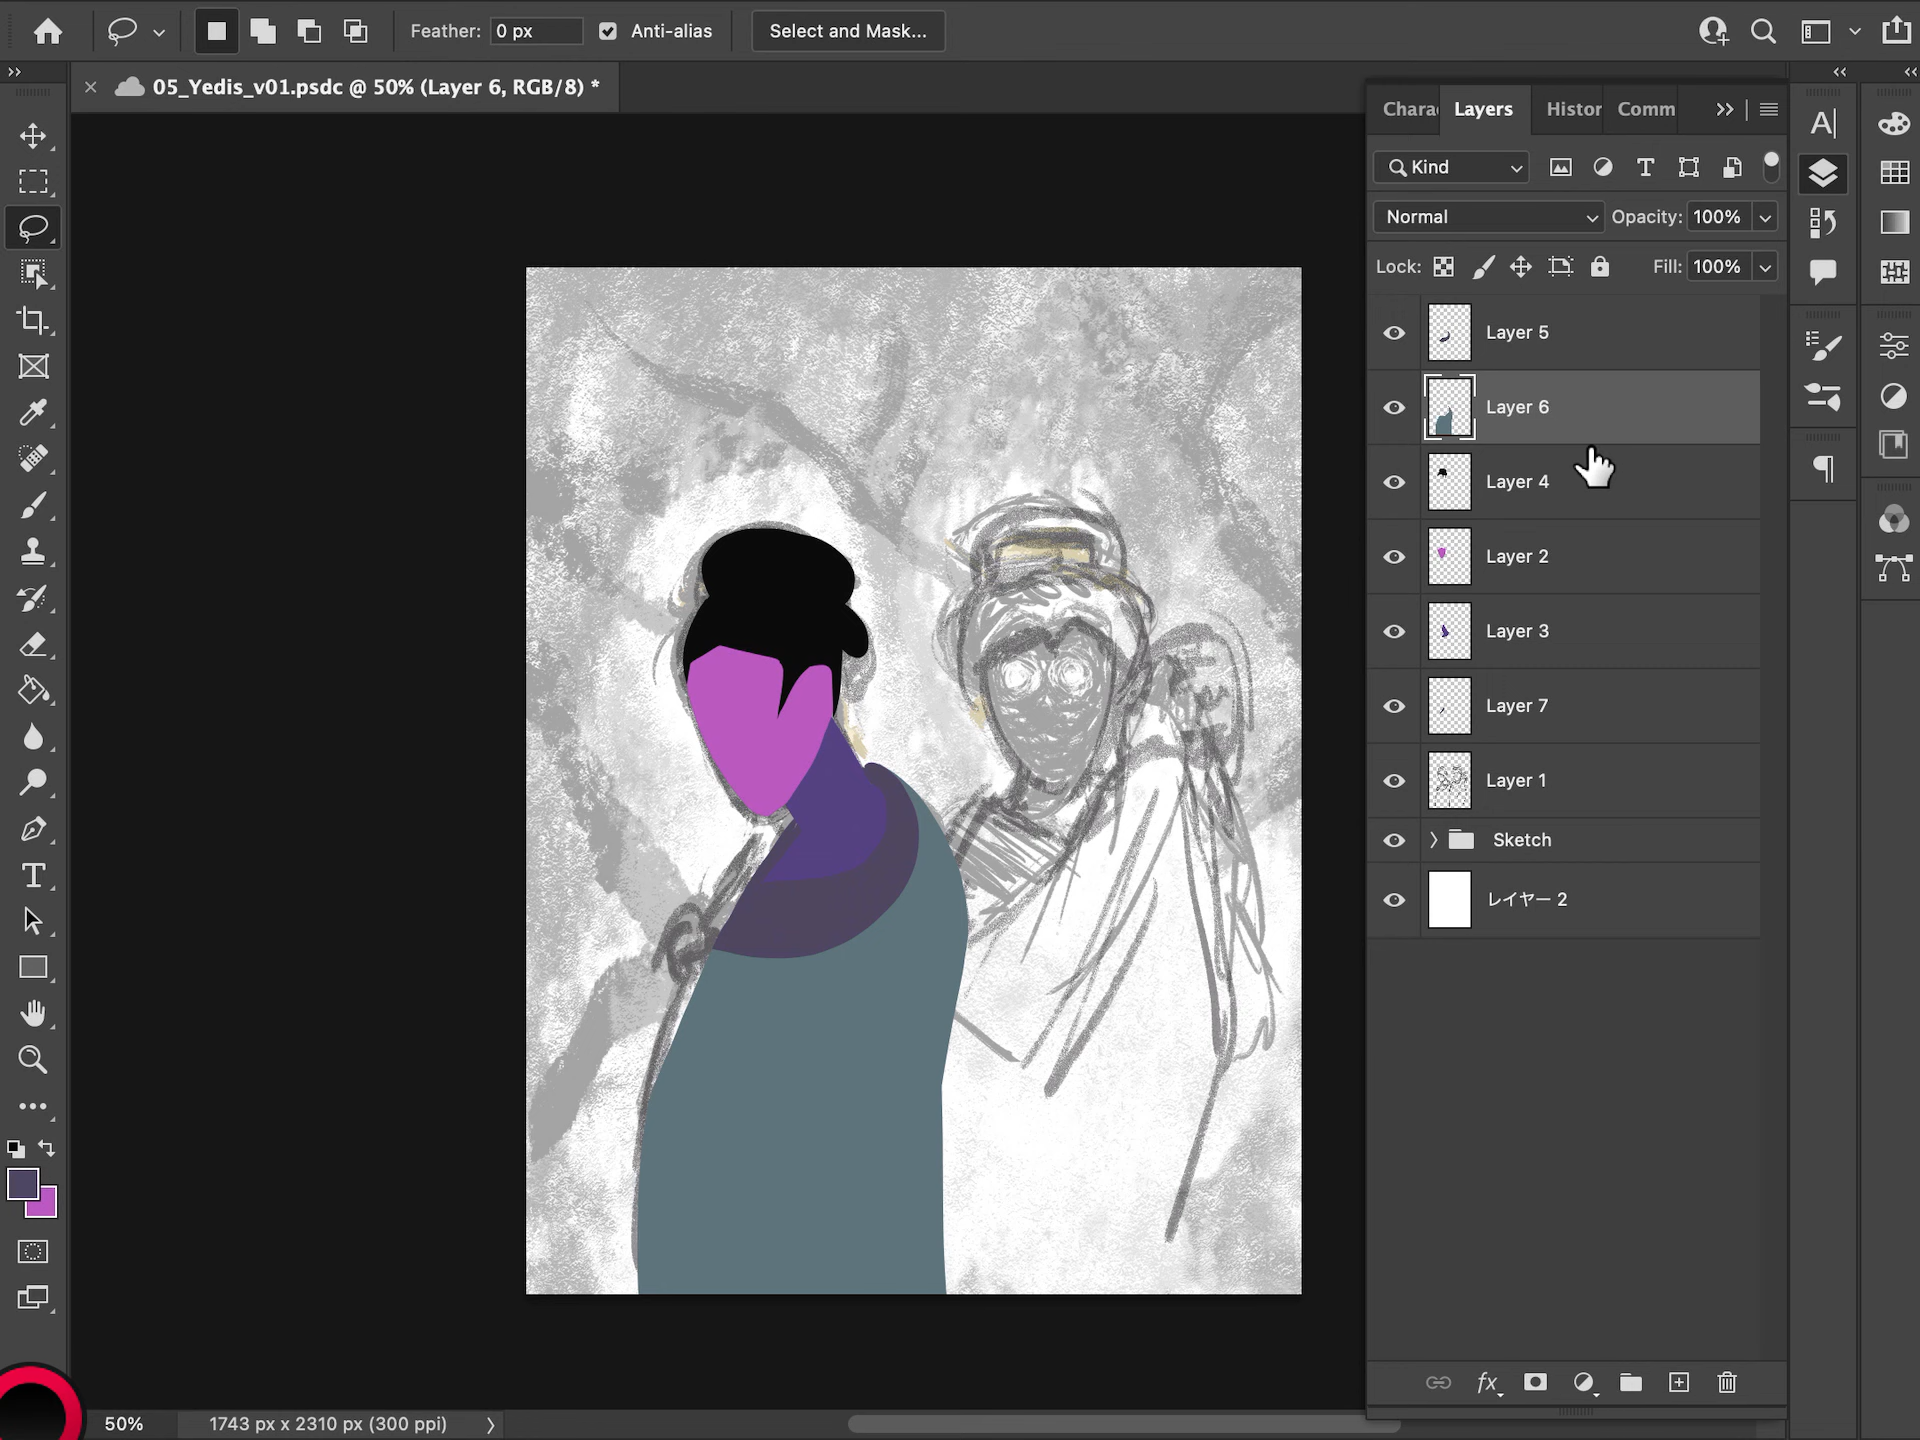 Feather: 0 px Anti-alias Select and Mask...
05_Yedis_v01.psdc @ 50% (Layer 6, RGB/8) *
Chara Layers Histor Comm
Kind
Normal Opacity: 100%
Lock: Fill: 100%
Layer 5
Layer 6
Layer 4
Layer 2
Layer 3
Layer 7
Layer 1
Sketch
レイヤー 2
fx
50% 1743 px x 2310 px (300 ppi)